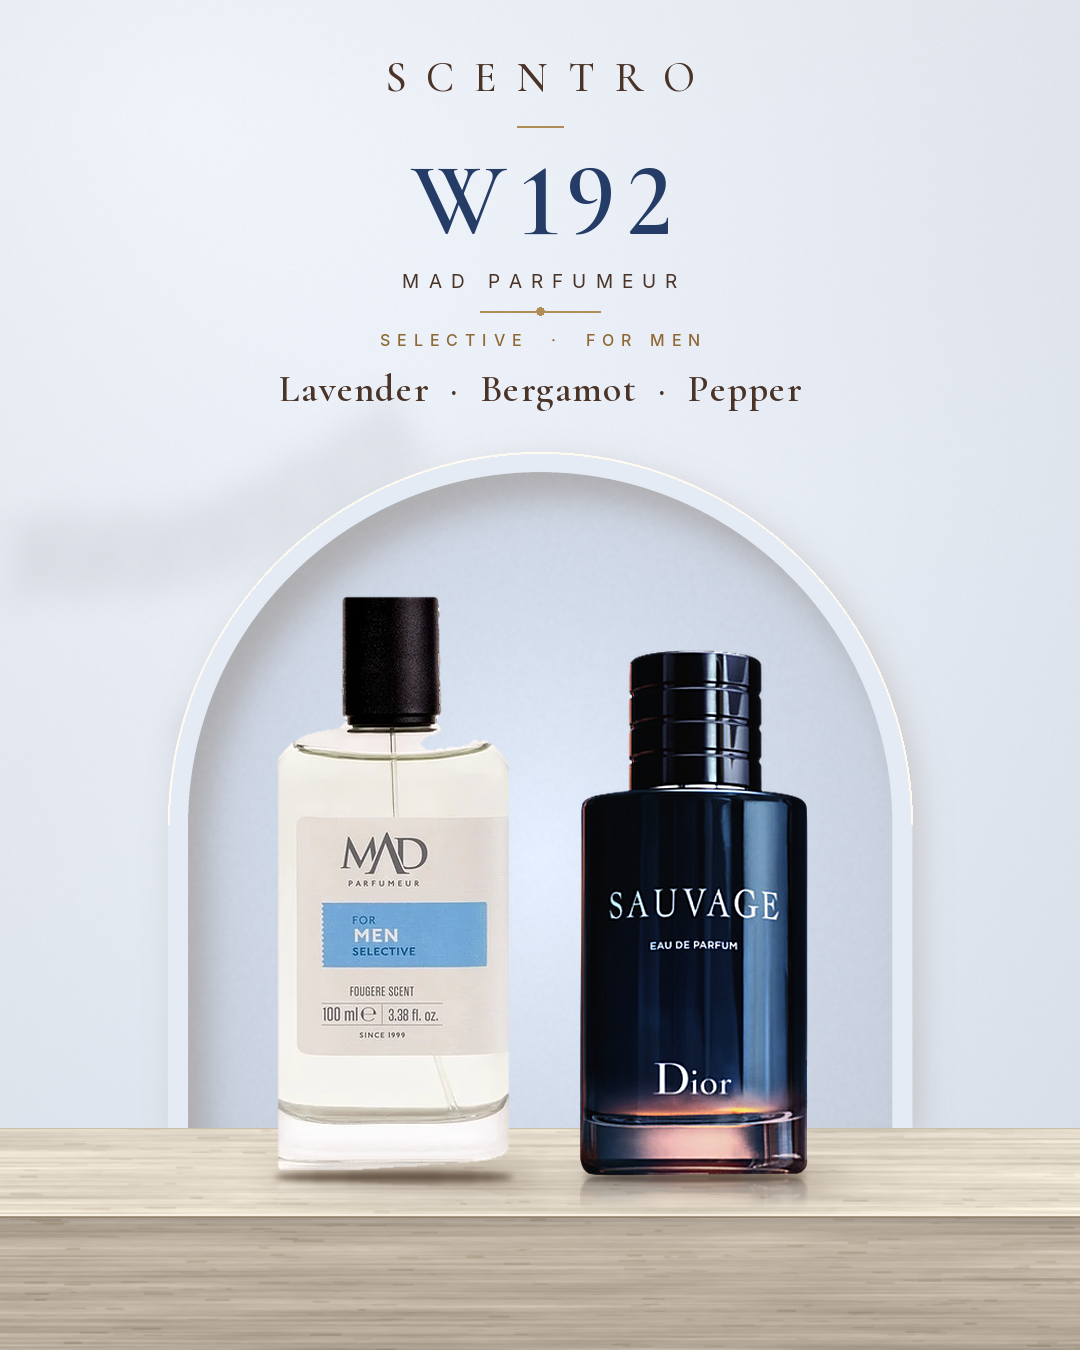 SCENTRO
W192
MAD PARFUMEUR
SELECTIVE · FOR MEN
Lavender · Bergamot · Pepper
MAD
PARFUMEUR
FOR
MEN
SELECTIVE
FOUGERE SCENT
100 ml ℮ 3.38 fl. oz.
SINCE 1999
SAUVAGE
EAU DE PARFUM
Dior